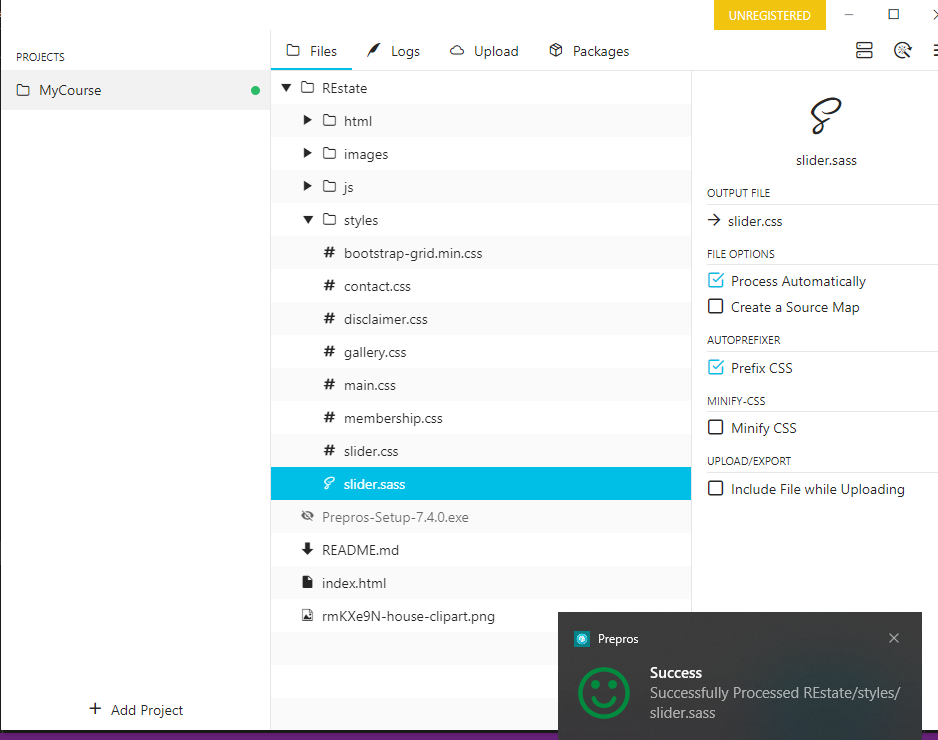 UNREGISTERED
PROJECTS
MyCourse
Add Project
Files
Logs
Upload
Packages
REstate
html
images
js
styles
bootstrap-grid.min.css
contact.css
disclaimer.css
gallery.css
main.css
membership.css
slider.css
slider.sass
Prepros-Setup-7.4.0.exe
README.md
index.html
rmKXe9N-house-clipart.png
slider.sass
OUTPUT FILE
slider.css
FILE OPTIONS
Process Automatically
Create a Source Map
AUTOPREFIXER
Prefix CSS
MINIFY-CSS
Minify CSS
UPLOAD/EXPORT
Include File while Uploading
Prepros
Success
Successfully Processed REstate/styles/
slider.sass